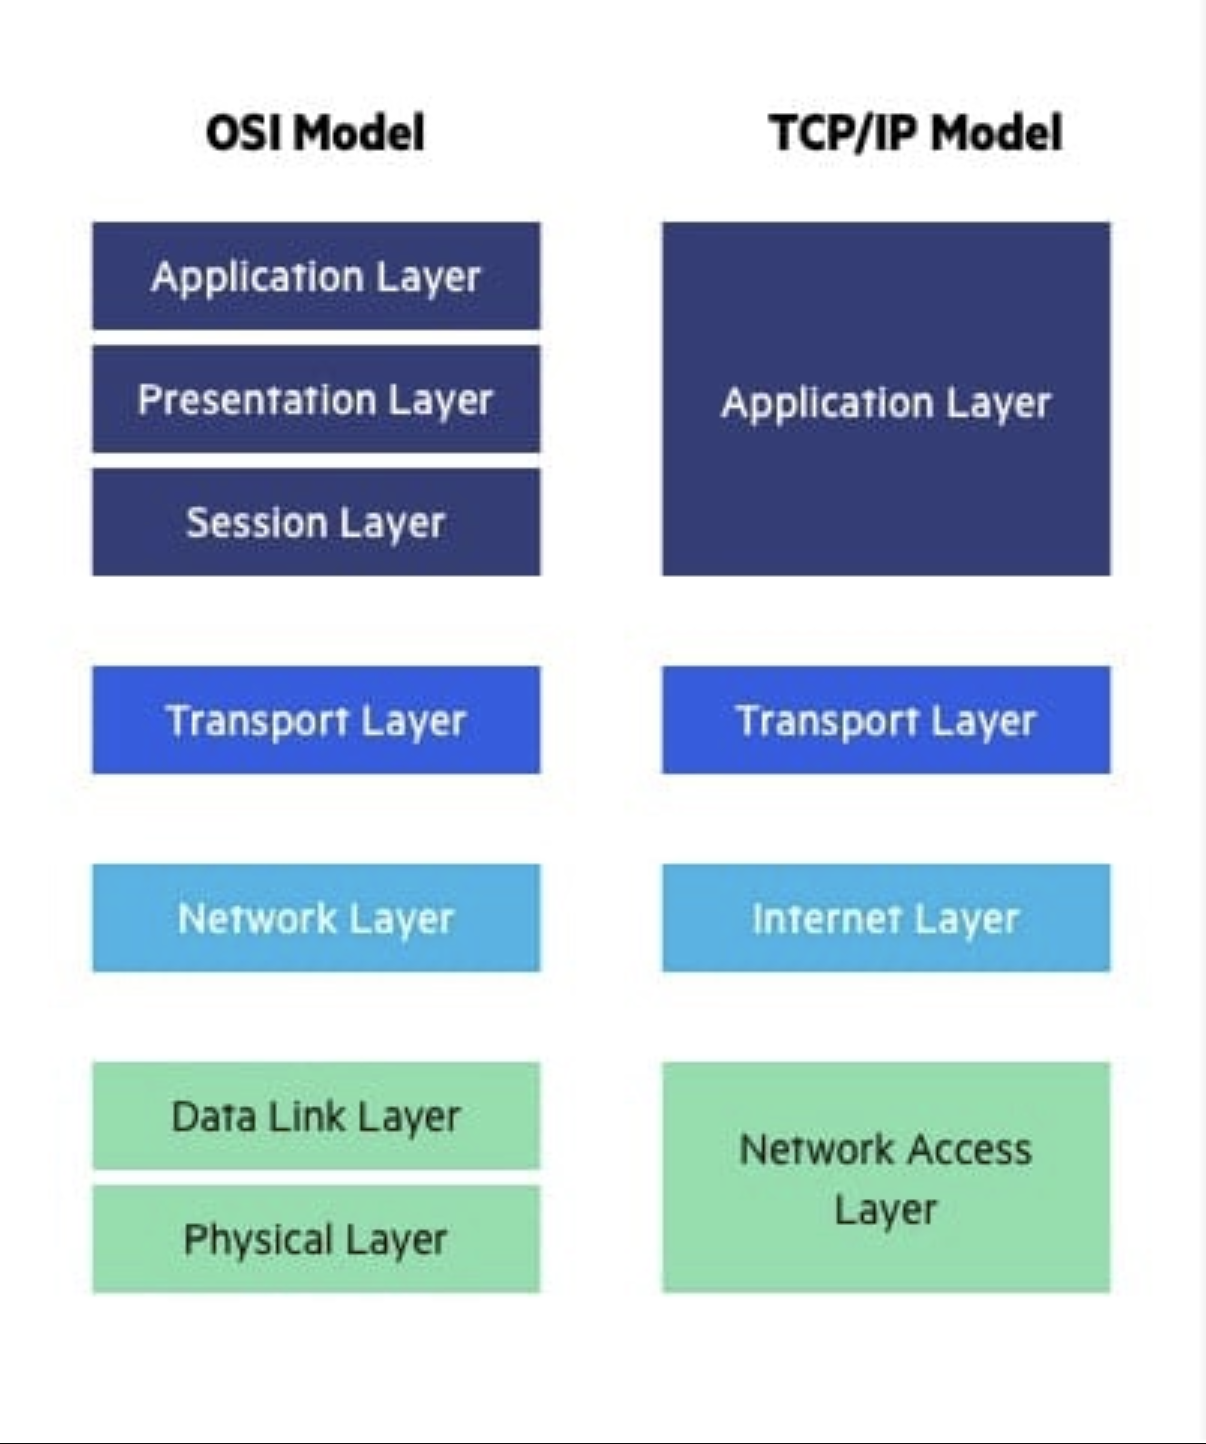 OSI Model
Application Layer
Presentation Layer
Session Layer
Transport Layer
Network Layer
Data Link Layer
Physical Layer
TCP/IP Model
Application Layer
Transport Layer
Internet Layer
Network Access
Layer